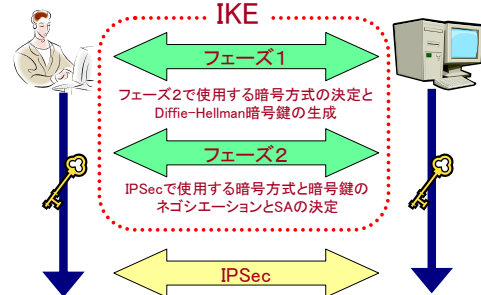 IKE
フェーズ1
フェーズ2で使用する暗号方式の決定と
Diffie-Hellman暗号鍵の生成
フェーズ2
IPSecで使用する暗号方式と暗号鍵の
ネゴシエーションとSAの決定
IPSec